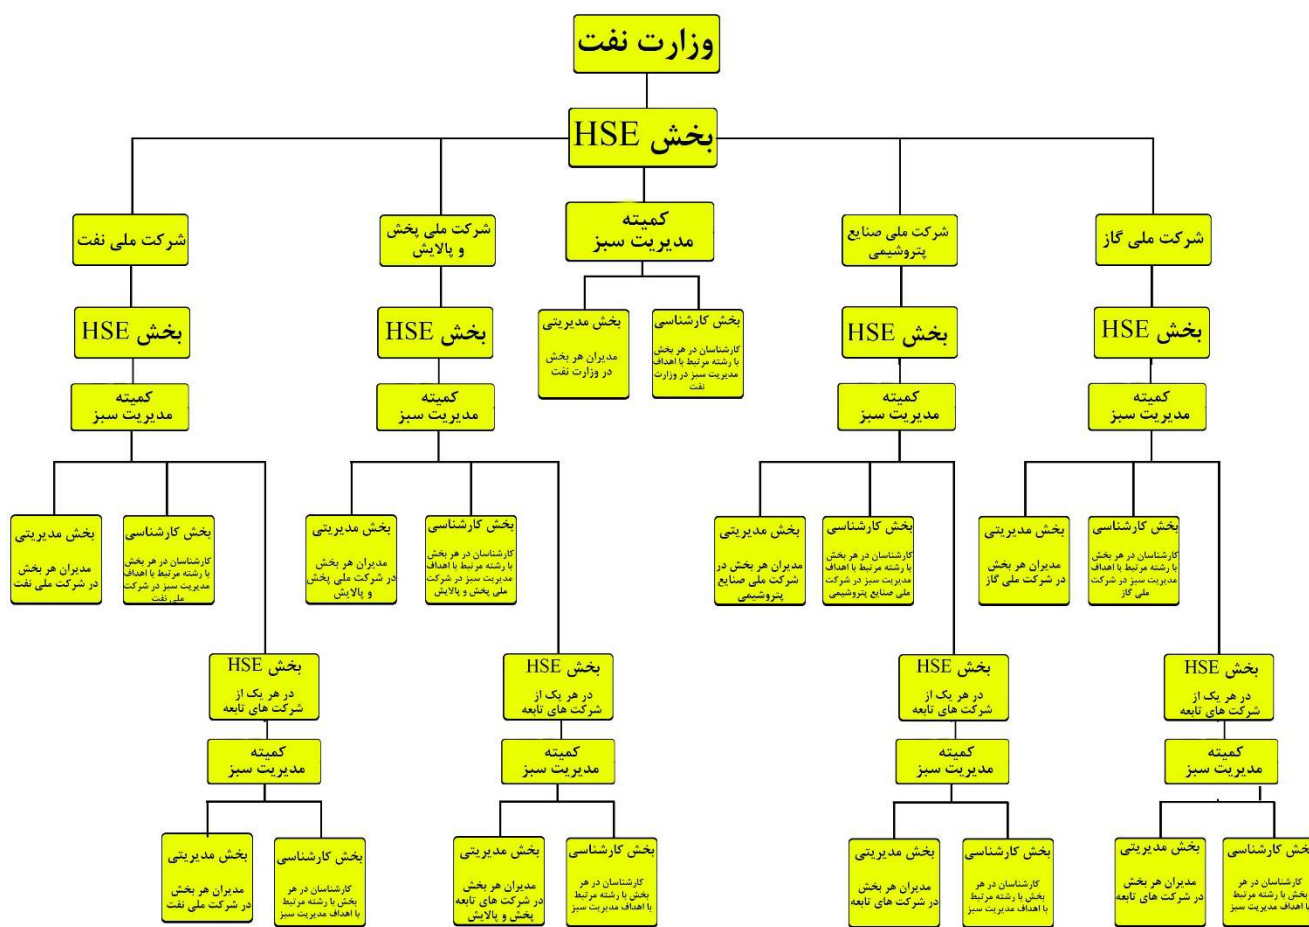 وزارت نفت
بخش HSE
شرکت ملی گاز
شرکت ملی صنایع
پتروشیمی
کمیته
مدیریت سبز
شرکت ملی پخش
و پالایش
شرکت ملی نفت
بخش کارشناسی
کارشناسان در هر بخش
با رشته مرتبط با اهداف
مدیریت سبز در وزارت
نفت
بخش مدیریتی
مدیران هر بخش
در وزارت نفت
بخش HSE
بخش HSE
بخش HSE
بخش HSE
کمیته
مدیریت سبز
کمیته
مدیریت سبز
کمیته
مدیریت سبز
کمیته
مدیریت سبز
بخش کارشناسی
کارشناسان در هر بخش
با رشته مرتبط با اهداف
مدیریت سبز در شرکت
ملی گاز
بخش مدیریتی
مدیران هر بخش
در شرکت ملی گاز
بخش کارشناسی
کارشناسان در هر بخش
با رشته مرتبط با اهداف
مدیریت سبز در شرکت
ملی صنایع پتروشیمی
بخش مدیریتی
مدیران هر بخش در
شرکت ملی صنایع
پتروشیمی
بخش کارشناسی
کارشناسان در هر بخش
با رشته مرتبط با اهداف
مدیریت سبز در شرکت
ملی پخش و پالایش
بخش مدیریتی
مدیران هر بخش
در شرکت ملی پخش
و پالایش
بخش کارشناسی
کارشناسان در هر بخش
با رشته مرتبط با اهداف
مدیریت سبز در شرکت
ملی نفت
بخش مدیریتی
مدیران هر بخش
در شرکت ملی نفت
بخش HSE
در هر یک از
شرکت های تابعه
بخش HSE
در هر یک از
شرکت های تابعه
بخش HSE
در هر یک از
شرکت های تابعه
بخش HSE
در هر یک از
شرکت های تابعه
کمیته
مدیریت سبز
کمیته
مدیریت سبز
کمیته
مدیریت سبز
کمیته
مدیریت سبز
بخش کارشناسی
کارشناسان در هر
بخش با رشته مرتبط
با اهداف مدیریت سبز
بخش مدیریتی
مدیران هر بخش
در شرکت های تابعه
بخش کارشناسی
کارشناسان در هر
بخش با رشته مرتبط
با اهداف مدیریت سبز
بخش مدیریتی
مدیران هر بخش
در شرکت های تابعه
بخش کارشناسی
کارشناسان در هر
بخش با رشته مرتبط
با اهداف مدیریت سبز
بخش مدیریتی
مدیران هر بخش
در شرکت های تابعه
پخش و پالایش
بخش کارشناسی
کارشناسان در هر
بخش با رشته مرتبط
با اهداف مدیریت سبز
بخش مدیریتی
مدیران هر بخش
در شرکت ملی نفت